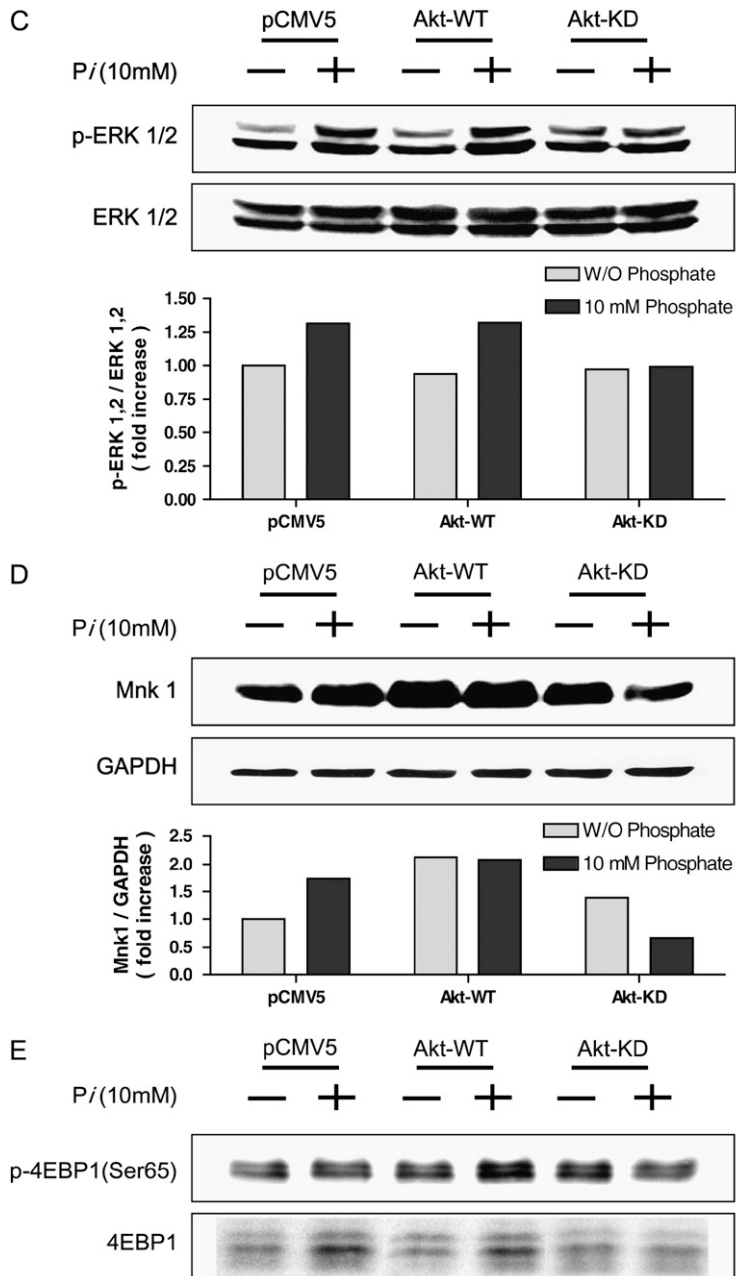 C
pCMV5 Akt-WT Akt-KD
Pi (10mM) — + — + — +
p-ERK 1/2
ERK 1/2
W/O Phosphate
10 mM Phosphate
p-ERK 1,2 / ERK 1,2
( fold increase )
1.50
1.25
1.00
0.75
0.50
0.25
0.00
pCMV5 Akt-WT Akt-KD
D
pCMV5 Akt-WT Akt-KD
Pi (10mM) — + — + — +
Mnk 1
GAPDH
W/O Phosphate
10 mM Phosphate
Mnk1 / GAPDH
( fold increase )
2.5
2.0
1.5
1.0
0.5
0.0
pCMV5 Akt-WT Akt-KD
E
pCMV5 Akt-WT Akt-KD
Pi (10mM) — + — + — +
p-4EBP1(Ser65)
4EBP1